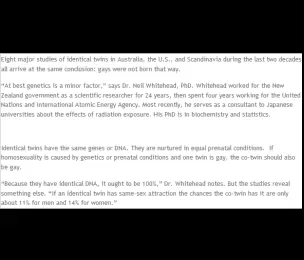 Eight major studies of identical twins in Australia, the U.S., and Scandinavia during the last two decades
all arrive at the same conclusion: gays were not born that way.
“At best genetics is a minor factor,” says Dr. Neil Whitehead, PhD. Whitehead worked for the New
Zealand government as a scientific researcher for 24 years, then spent four years working for the United
Nations and International Atomic Energy Agency. Most recently, he serves as a consultant to Japanese
universities about the effects of radiation exposure. His PhD is in biochemistry and statistics.
Identical twins have the same genes or DNA. They are nurtured in equal prenatal conditions. If
homosexuality is caused by genetics or prenatal conditions and one twin is gay, the co-twin should also
be gay.
“Because they have identical DNA, it ought to be 100%,” Dr. Whitehead notes. But the studies reveal
something else. “If an identical twin has same-sex attraction the chances the co-twin has it are only
about 11% for men and 14% for women.”